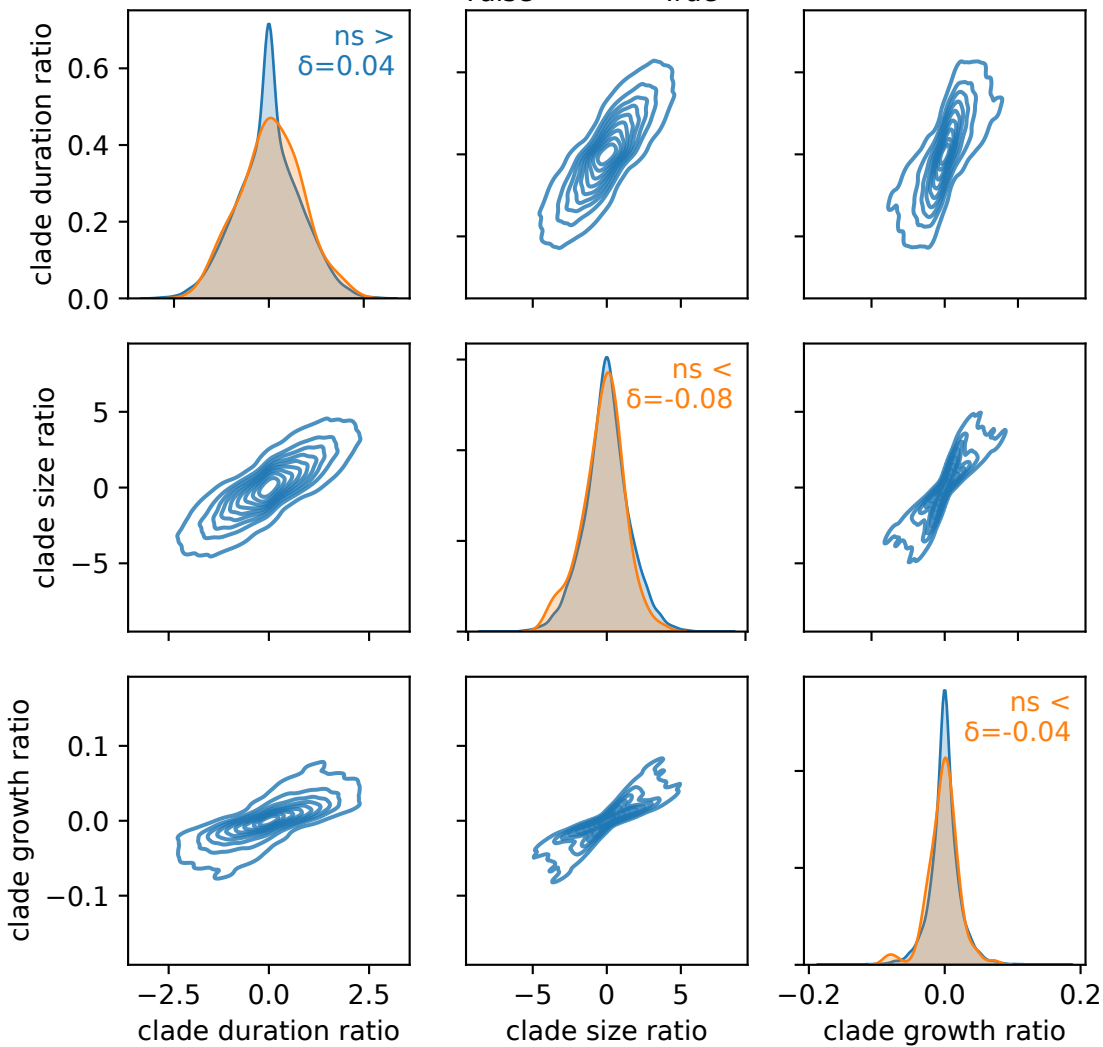 clade duration ratio
0.6
0.4
0.2
0.0
ns >
δ=0.04
−5
0
5
clade size ratio
5
0
−5
ns <
δ=-0.08
clade growth ratio
0.1
0.0
−0.1
ns <
δ=-0.04
−2.5
0.0
2.5
−5
0
5
−0.2
0.0
0.2
clade duration ratio
clade size ratio
clade growth ratio